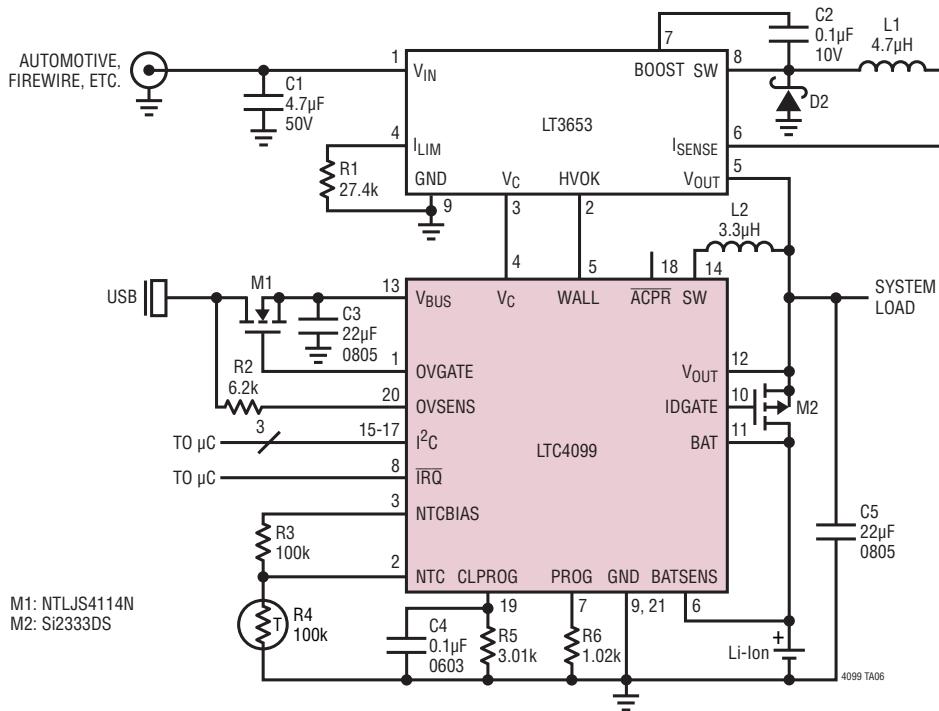 AUTOMOTIVE,
FIREWIRE, ETC.
C1
4.7µF
50V
1
VIN
7
BOOST
SW
8
C2
0.1µF
10V
L1
4.7µH
D2
LT3653
4
ILIM
R1
27.4k
GND
9
VC
3
HVOK
2
ISENSE
6
VOUT
5
L2
3.3µH
USB
M1
13
VBUS
C3
22µF
0805
4
VC
5
WALL
18
ACPR
14
SW
SYSTEM
LOAD
1
OVGATE
R2
6.2k
20
OVSENS
VOUT
12
IDGATE
10
M2
BAT
11
LTC4099
TO µC
3
15-17
I2C
TO µC
8
IRQ
3
NTCBIAS
R3
100k
2
NTC
T
R4
100k
CLPROG
19
PROG
7
GND
9, 21
BATSENS
6
C4
0.1µF
0603
R5
3.01k
R6
1.02k
C5
22µF
0805
+
Li-Ion
M1: NTLJS4114N
M2: Si2333DS
4099 TA06